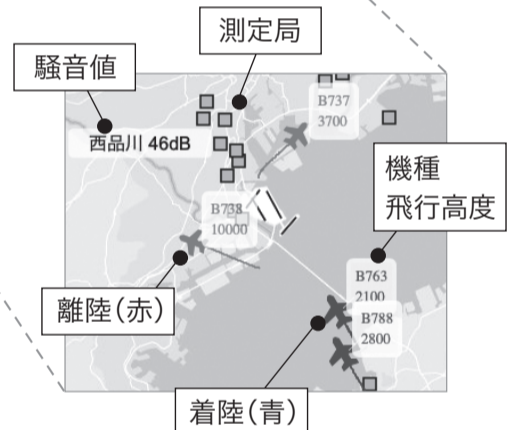 測定局
騒音値
B737
3700
西品川 46dB
機種
飛行高度
B738
10000
B763
2100
離陸(赤)
B788
2800
着陸(青)